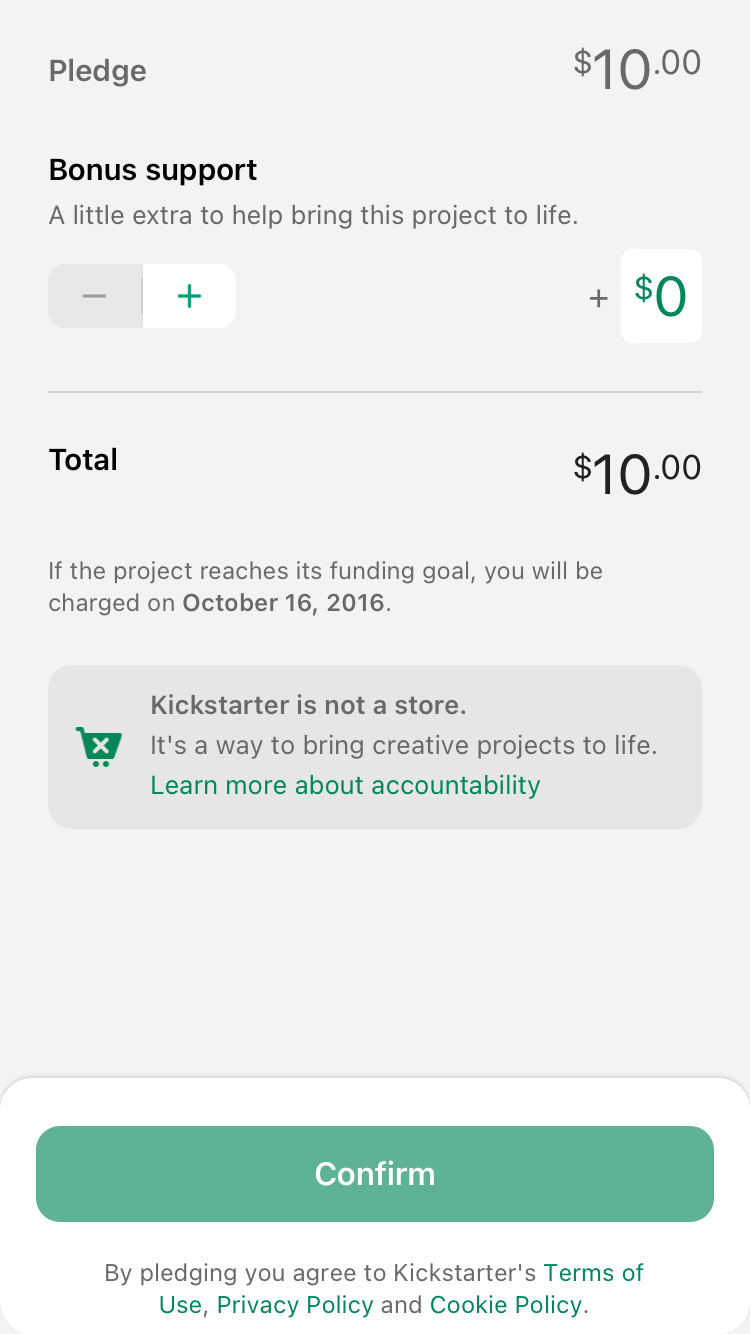 Pledge $10.00
Bonus support
A little extra to help bring this project to life.
− + + $0
Total $10.00
If the project reaches its funding goal, you will be
charged on October 16, 2016.
Kickstarter is not a store.
It's a way to bring creative projects to life.
Learn more about accountability
Confirm
By pledging you agree to Kickstarter's Terms of
Use, Privacy Policy and Cookie Policy.